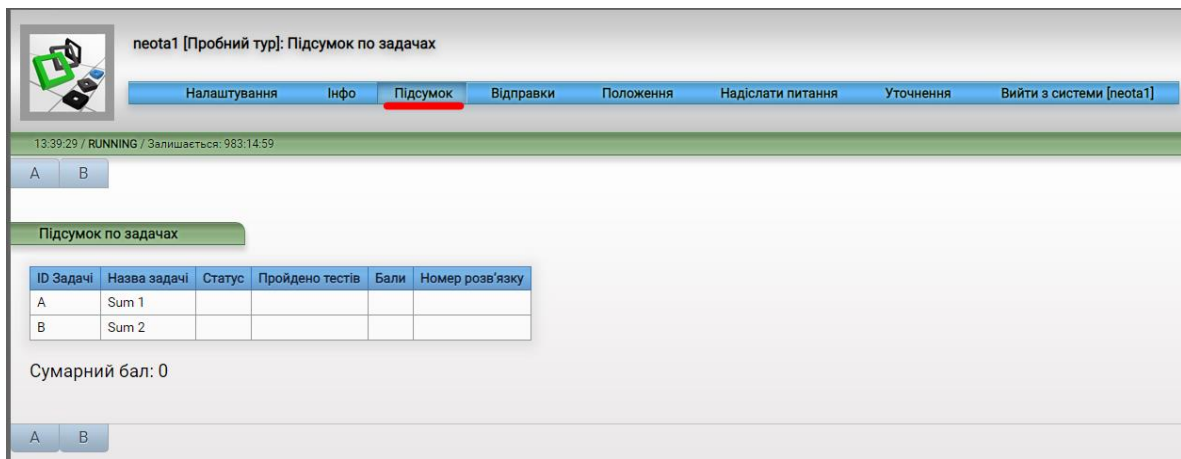 neota1 [Пробний тур]: Підсумок по задачах
Налаштування Інфо Підсумок Відправки Положення Надіслати питання Уточнення Вийти з системи [neota1]
13:39:29 / RUNNING / Залишається: 983:14:59
A B
Підсумок по задачах
ID Задачі Назва задачі Статус Пройдено тестів Бали Номер розв'язку
A Sum 1
B Sum 2
Сумарний бал: 0
A B